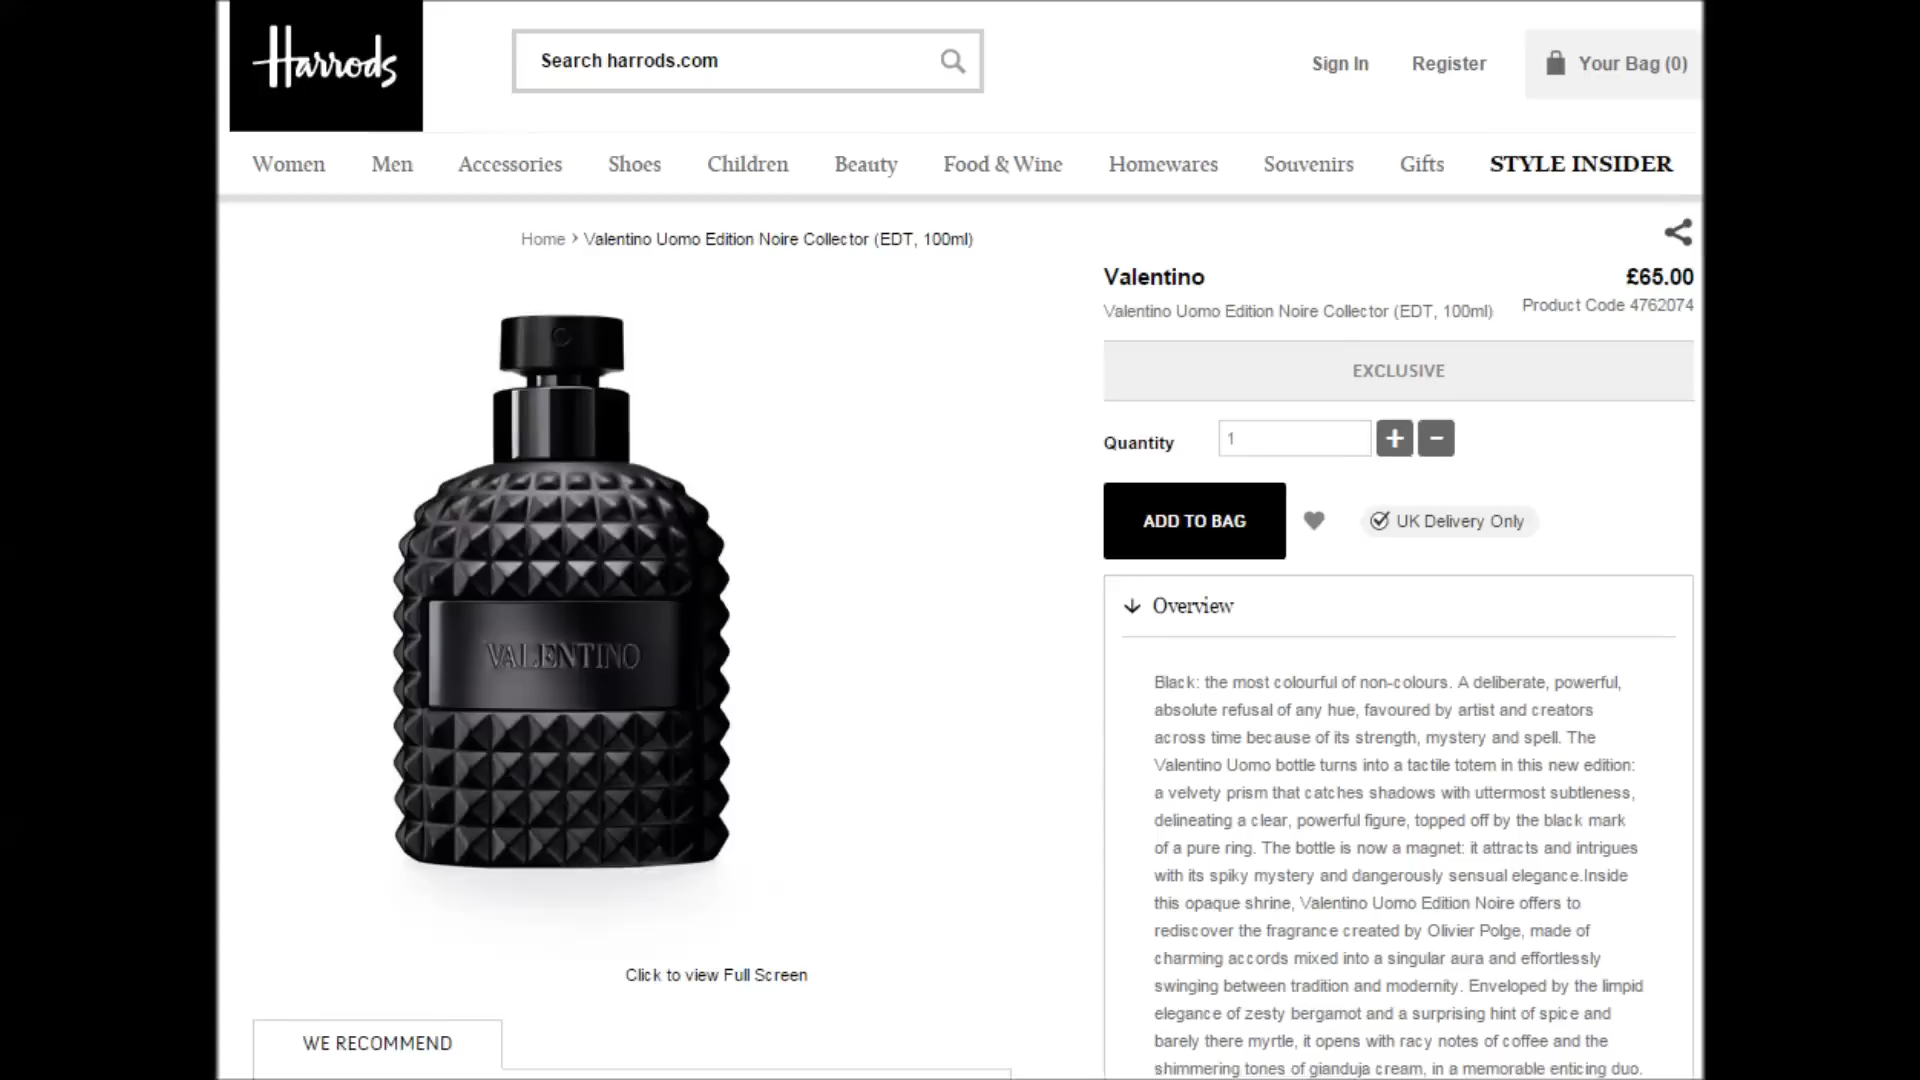 Harrods
Search harrods.com
Sign In
Register
Your Bag (0)
Women
Men
Accessories
Shoes
Children
Beauty
Food & Wine
Homewares
Souvenirs
Gifts
STYLE INSIDER
Home › Valentino Uomo Edition Noire Collector (EDT, 100ml)
Valentino
£65.00
Valentino Uomo Edition Noire Collector (EDT, 100ml)
Product Code 4762074
EXCLUSIVE
Quantity
1
+
-
ADD TO BAG
UK Delivery Only
Overview
Black: the most colourful of non-colours. A deliberate, powerful,
absolute refusal of any hue, favoured by artist and creators
across time because of its strength, mystery and spell. The
Valentino Uomo bottle turns into a tactile totem in this new edition:
a velvety prism that catches shadows with uttermost subtleness,
delineating a clear, powerful figure, topped off by the black mark
of a pure ring. The bottle is now a magnet: it attracts and intrigues
with its spiky mystery and dangerously sensual elegance.Inside
this opaque shrine, Valentino Uomo Edition Noire offers to
rediscover the fragrance created by Olivier Polge, made of
charming accords mixed into a singular aura and effortlessly
swinging between tradition and modernity. Enveloped by the limpid
elegance of zesty bergamot and a surprising hint of spice and
barely there myrtle, it opens with racy notes of coffee and the
shimmering tones of gianduja cream, in a memorable enticing duo.
VALENTINO
Click to view Full Screen
WE RECOMMEND